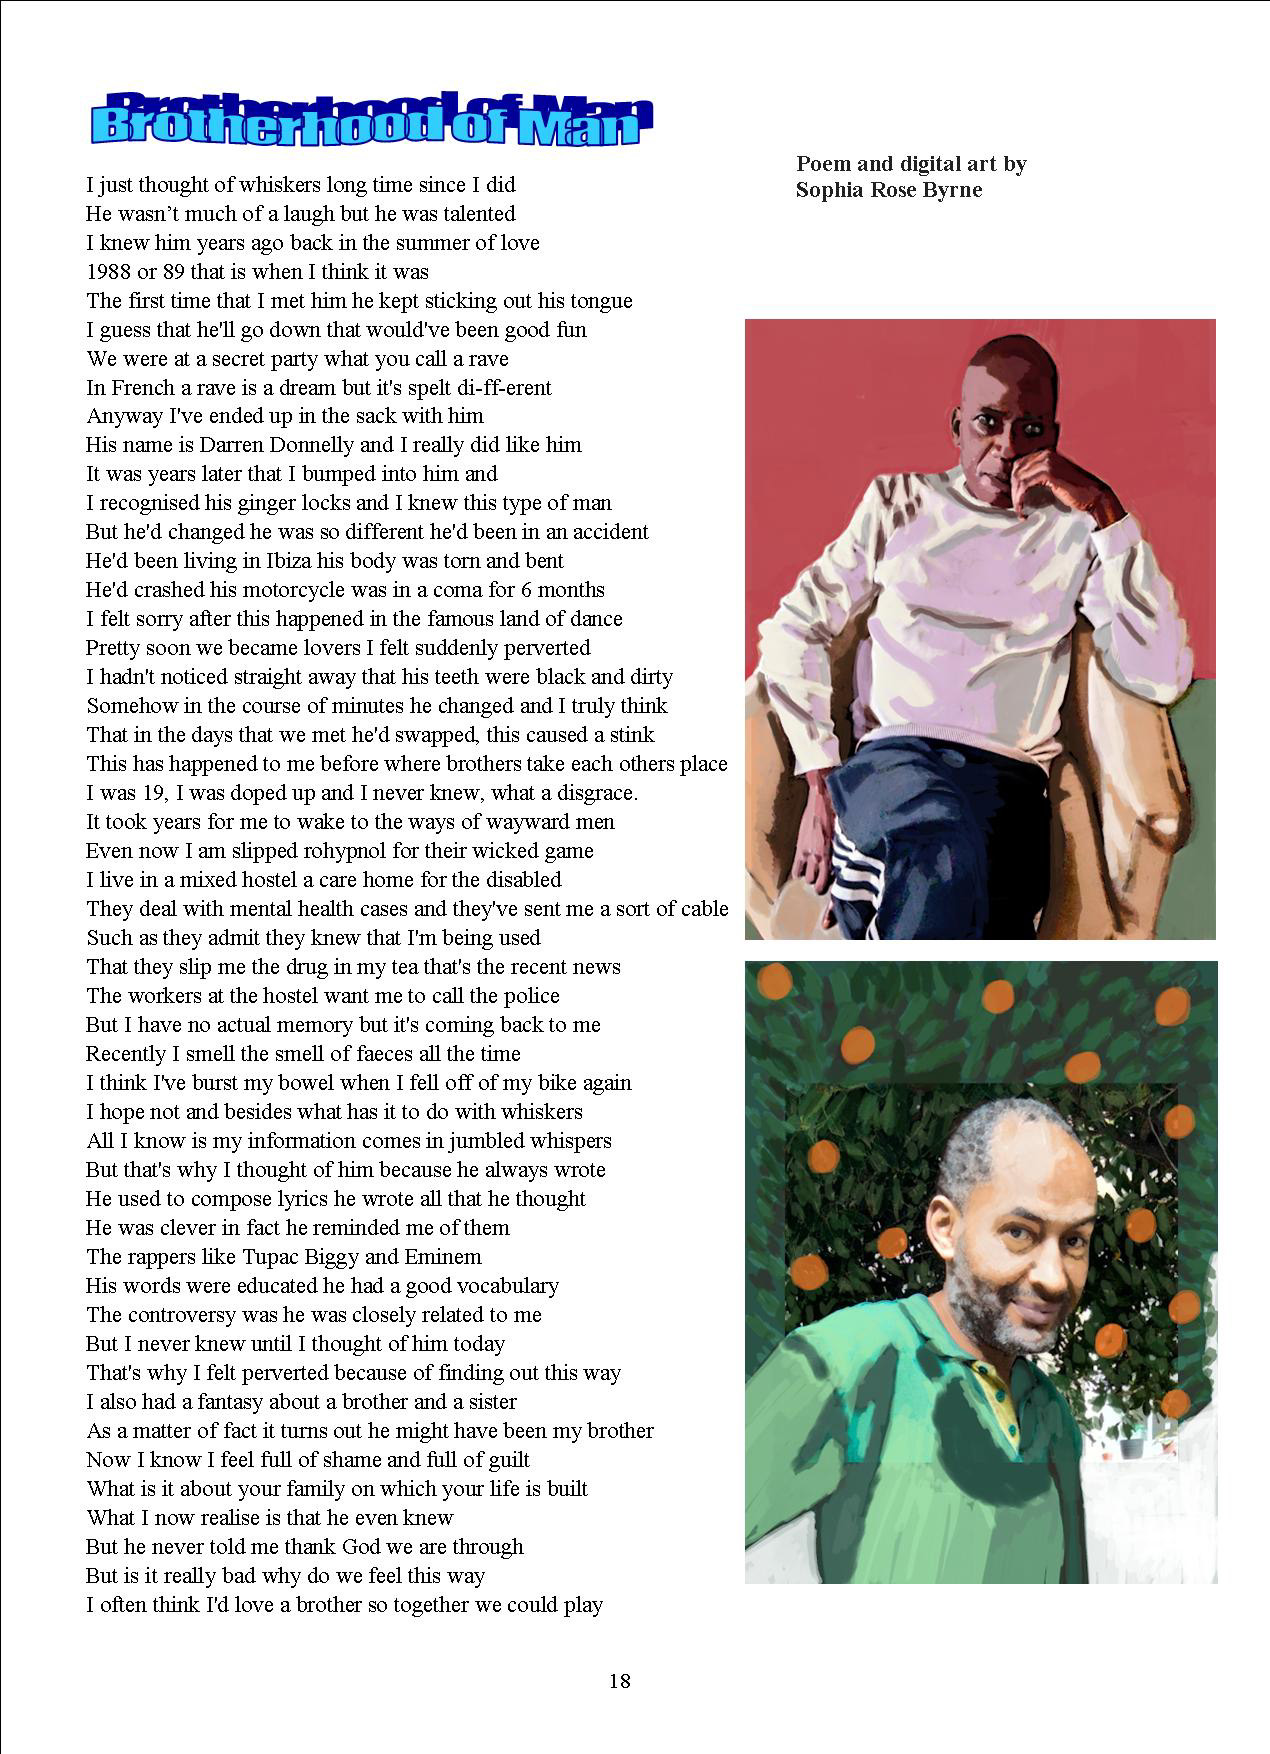 Brotherhood of Man
Poem and digital art by
Sophia Rose Byrne
I just thought of whiskers long time since I did
He wasn’t much of a laugh but he was talented
I knew him years ago back in the summer of love
1988 or 89 that is when I think it was
The first time that I met him he kept sticking out his tongue
I guess that he'll go down that would've been good fun
We were at a secret party what you call a rave
In French a rave is a dream but it's spelt di-ff-erent
Anyway I've ended up in the sack with him
His name is Darren Donnelly and I really did like him
It was years later that I bumped into him and
I recognised his ginger locks and I knew this type of man
But he'd changed he was so different he'd been in an accident
He'd been living in Ibiza his body was torn and bent
He'd crashed his motorcycle was in a coma for 6 months
I felt sorry after this happened in the famous land of dance
Pretty soon we became lovers I felt suddenly perverted
I hadn't noticed straight away that his teeth were black and dirty
Somehow in the course of minutes he changed and I truly think
That in the days that we met he'd swapped, this caused a stink
This has happened to me before where brothers take each others place
I was 19, I was doped up and I never knew, what a disgrace.
It took years for me to wake to the ways of wayward men
Even now I am slipped rohypnol for their wicked game
I live in a mixed hostel a care home for the disabled
They deal with mental health cases and they've sent me a sort of cable
Such as they admit they knew that I'm being used
That they slip me the drug in my tea that's the recent news
The workers at the hostel want me to call the police
But I have no actual memory but it's coming back to me
Recently I smell the smell of faeces all the time
I think I've burst my bowel when I fell off of my bike again
I hope not and besides what has it to do with whiskers
All I know is my information comes in jumbled whispers
But that's why I thought of him because he always wrote
He used to compose lyrics he wrote all that he thought
He was clever in fact he reminded me of them
The rappers like Tupac Biggy and Eminem
His words were educated he had a good vocabulary
The controversy was he was closely related to me
But I never knew until I thought of him today
That's why I felt perverted because of finding out this way
I also had a fantasy about a brother and a sister
As a matter of fact it turns out he might have been my brother
Now I know I feel full of shame and full of guilt
What is it about your family on which your life is built
What I now realise is that he even knew
But he never told me thank God we are through
But is it really bad why do we feel this way
I often think I'd love a brother so together we could play
18